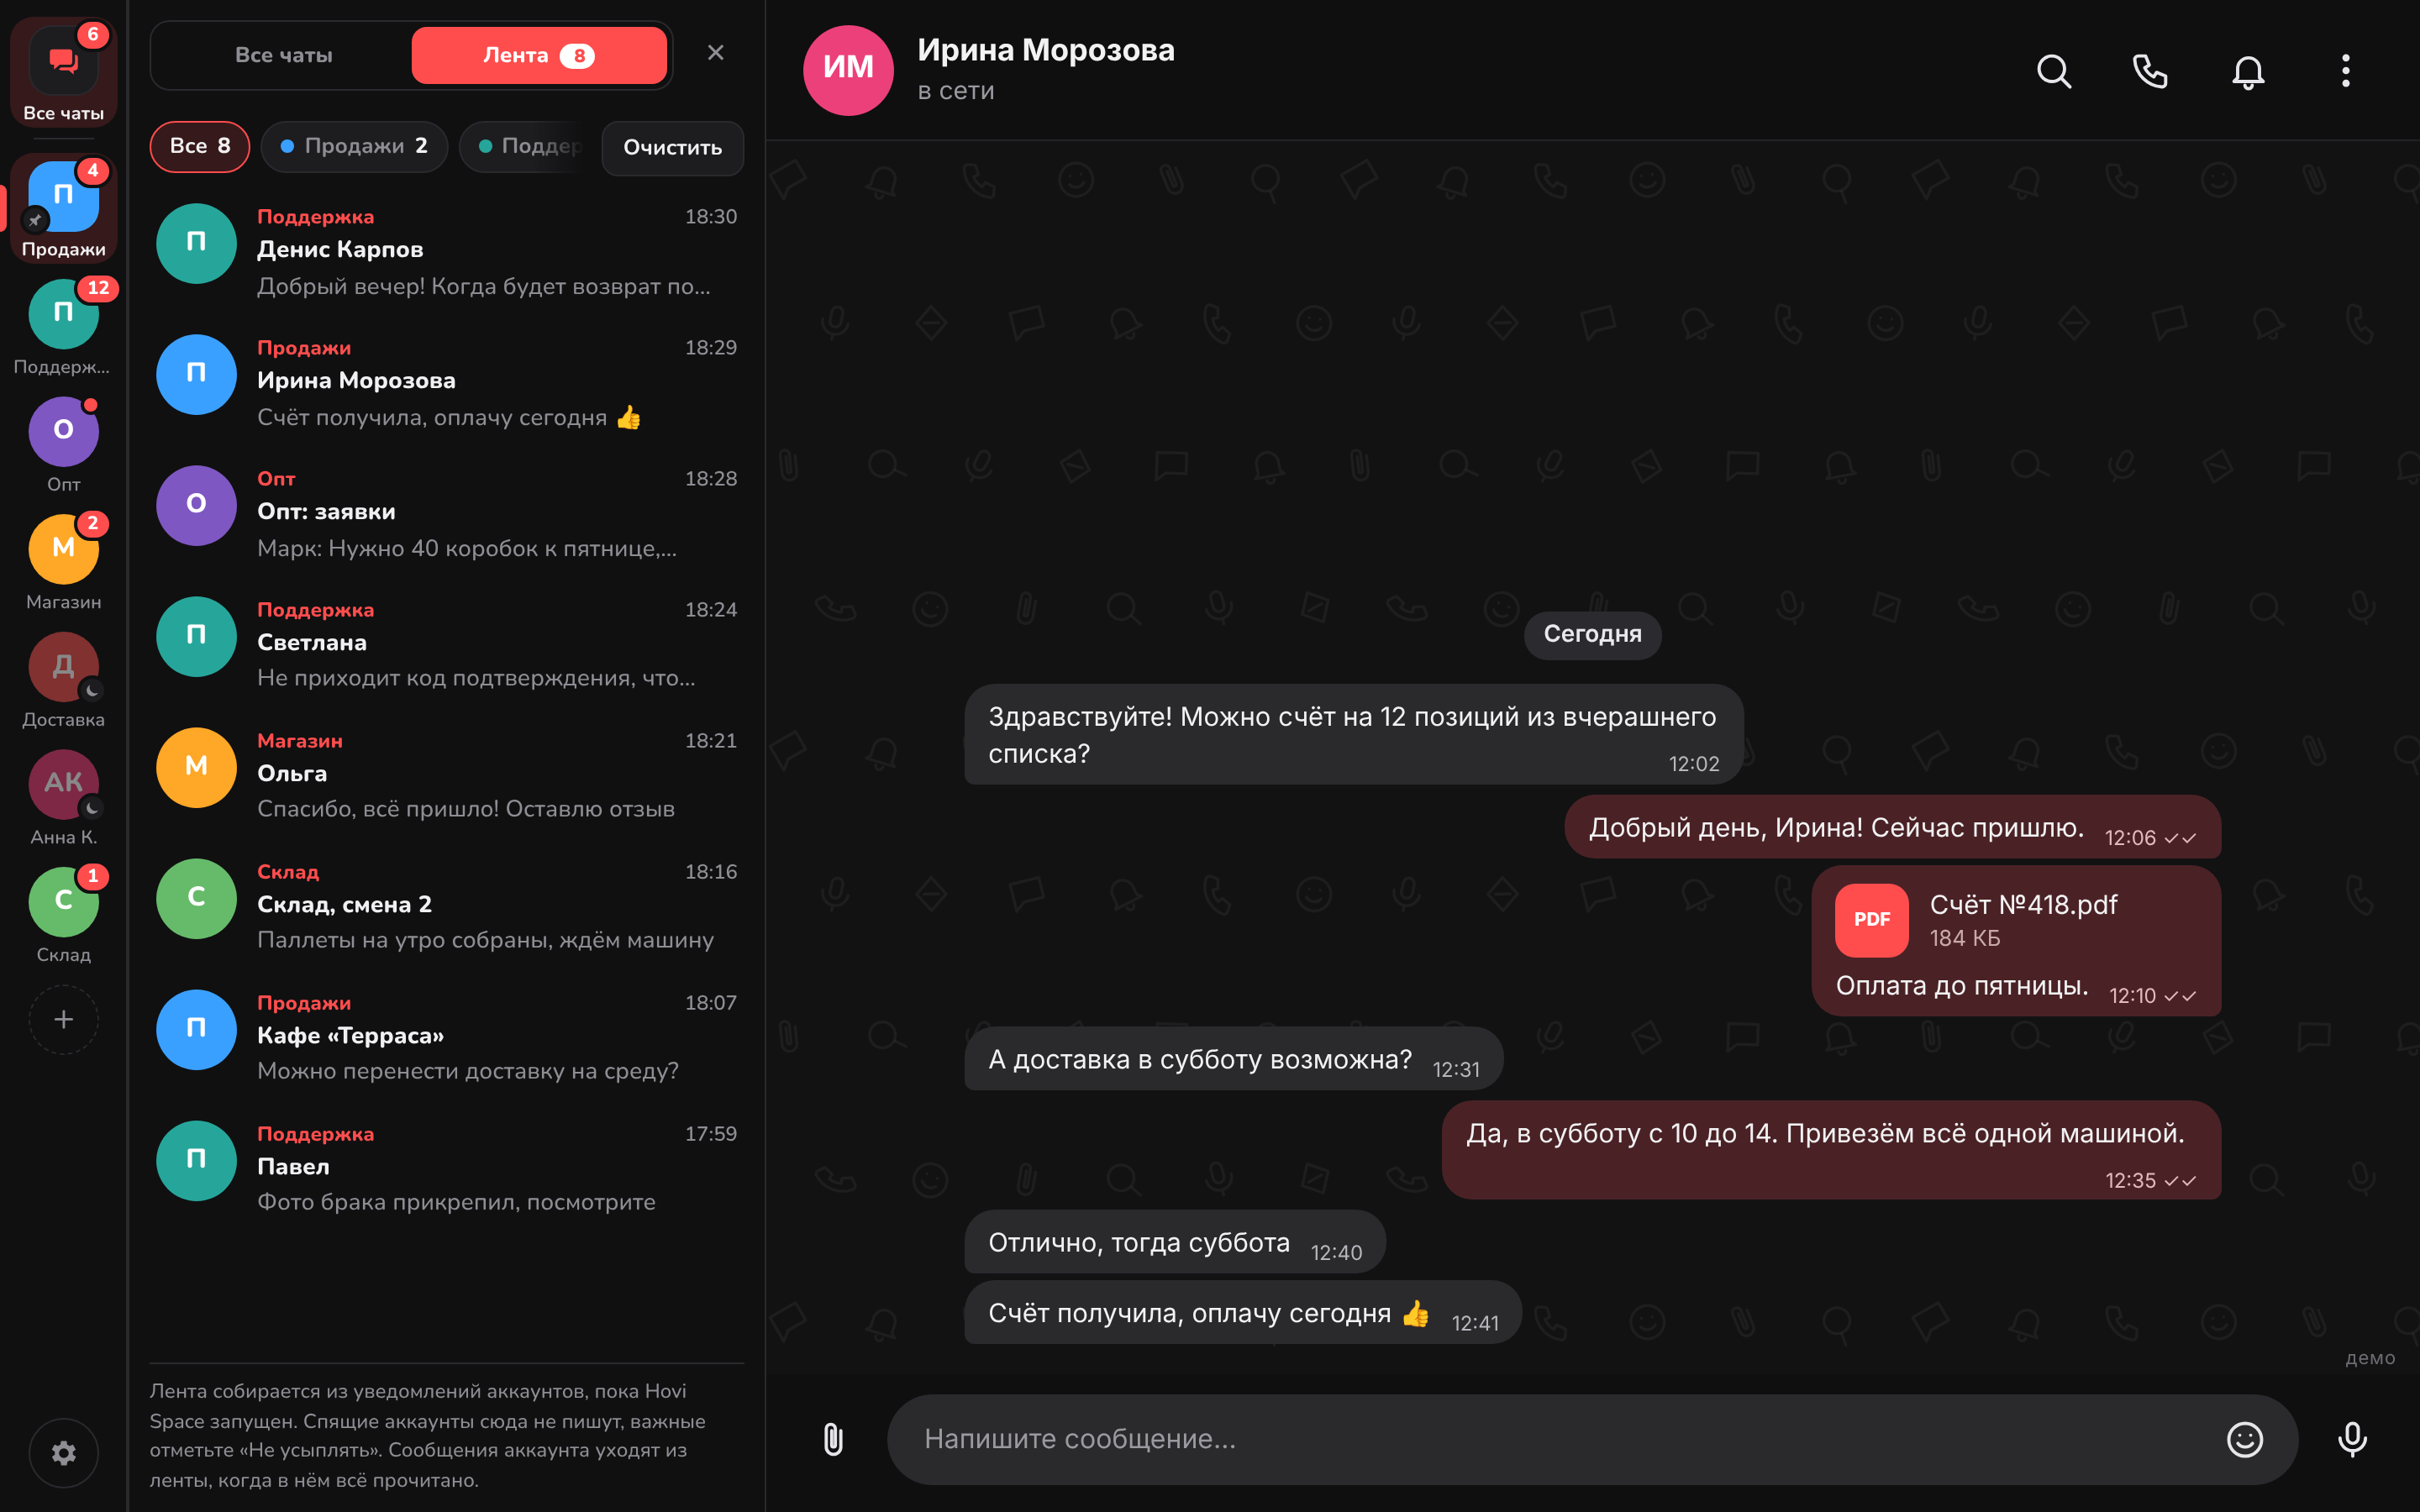 6
Все чаты
4
П
Продажи
12
П
Поддерж...
О
Опт
2
М
Магазин
Д
Доставка
АК
Анна К.
1
С
Склад
Все чаты
Лента 8
Все 8
Продажи 2
Поддер
Очистить
П
Поддержка 18:30
Денис Карпов
Добрый вечер! Когда будет возврат по...
П
Продажи 18:29
Ирина Морозова
Счёт получила, оплачу сегодня 👍
О
Опт 18:28
Опт: заявки
Марк: Нужно 40 коробок к пятнице,...
П
Поддержка 18:24
Светлана
Не приходит код подтверждения, что...
М
Магазин 18:21
Ольга
Спасибо, всё пришло! Оставлю отзыв
С
Склад 18:16
Склад, смена 2
Паллеты на утро собраны, ждём машину
П
Продажи 18:07
Кафе «Терраса»
Можно перенести доставку на среду?
П
Поддержка 17:59
Павел
Фото брака прикрепил, посмотрите
Лента собирается из уведомлений аккаунтов, пока Hovi
Space запущен. Спящие аккаунты сюда не пишут, важные
отметьте «Не усыплять». Сообщения аккаунта уходят из
ленты, когда в нём всё прочитано.
ИМ
Ирина Морозова
в сети
Сегодня
Здравствуйте! Можно счёт на 12 позиций из вчерашнего
списка?
12:02
Добрый день, Ирина! Сейчас пришлю. 12:06
PDF
Счёт №418.pdf
184 КБ
Оплата до пятницы. 12:10
А доставка в субботу возможна? 12:31
Да, в субботу с 10 до 14. Привезём всё одной машиной.
12:35
Отлично, тогда суббота 12:40
Счёт получила, оплачу сегодня 👍 12:41
демо
Напишите сообщение...